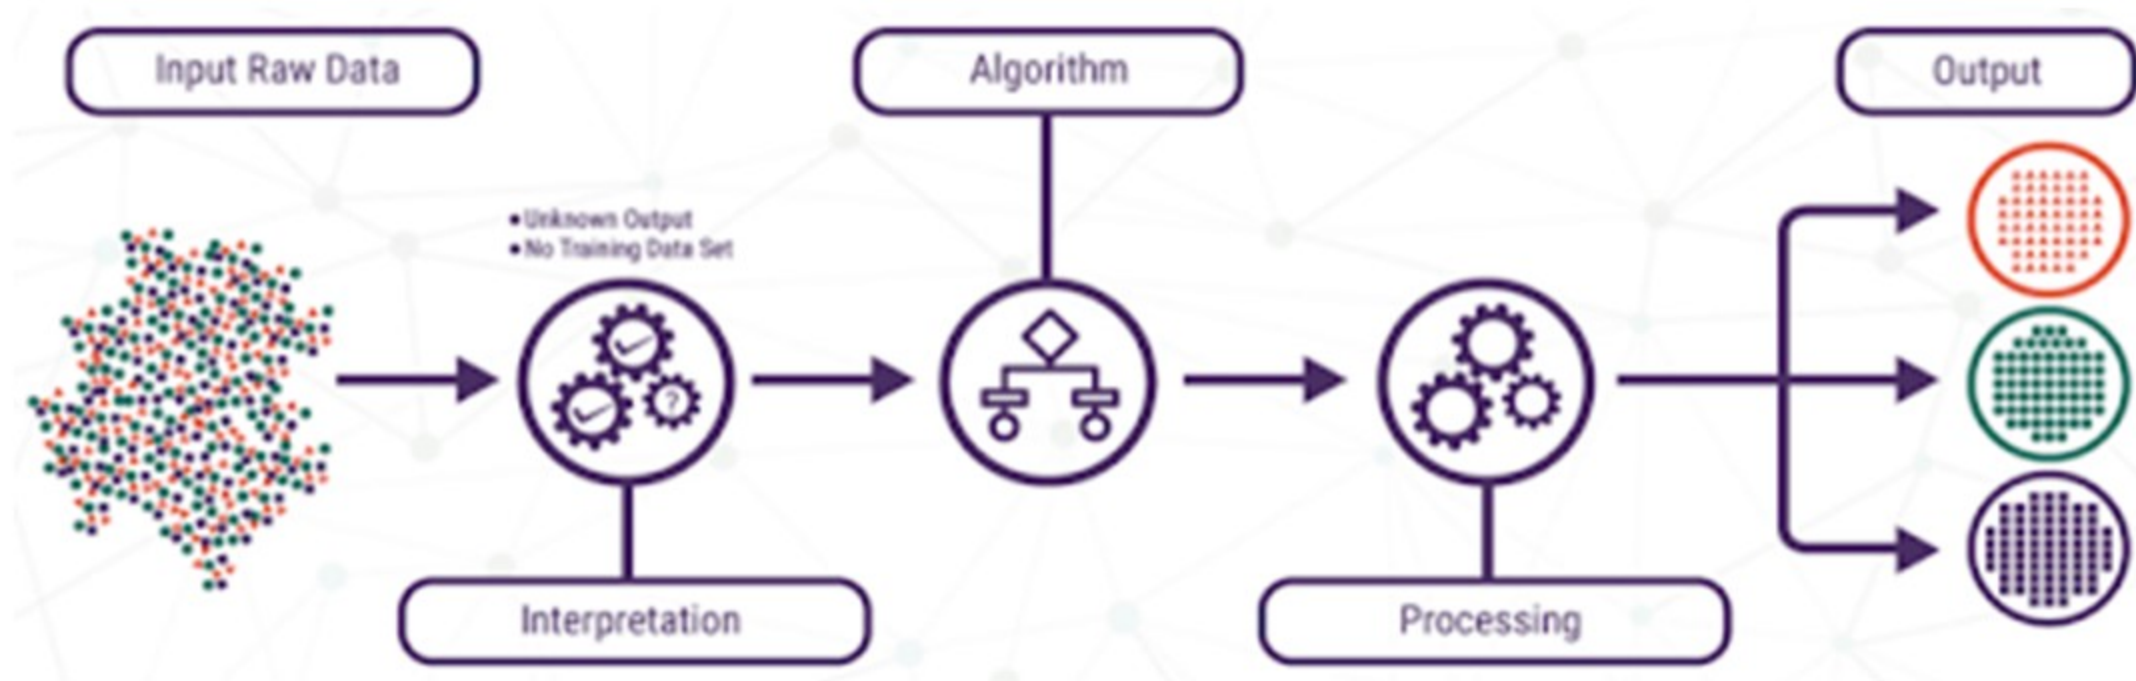 Input Raw Data
Algorithm
Output
• Unknown Output
• No Training Data Set
?
Interpretation
Processing